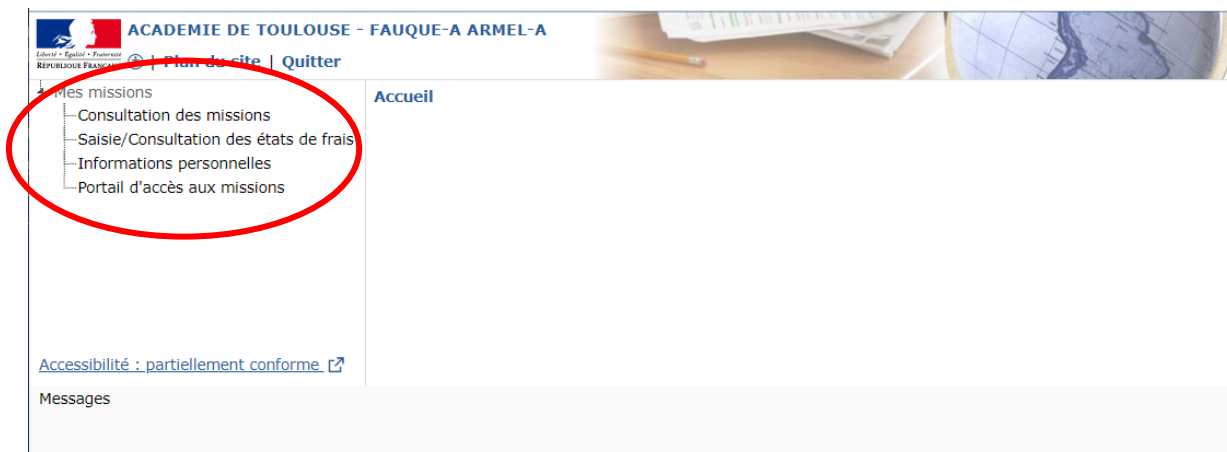 ACADEMIE DE TOULOUSE - FAUQUE-A ARMEL-A
Liberté • Égalité • Fraternité
RÉPUBLIQUE FRANÇAISE
| Plan du site | Quitter
Mes missions
Consultation des missions
Saisie/Consultation des états de frais
Informations personnelles
Portail d'accès aux missions
Accueil
Accessibilité : partiellement conforme
Messages